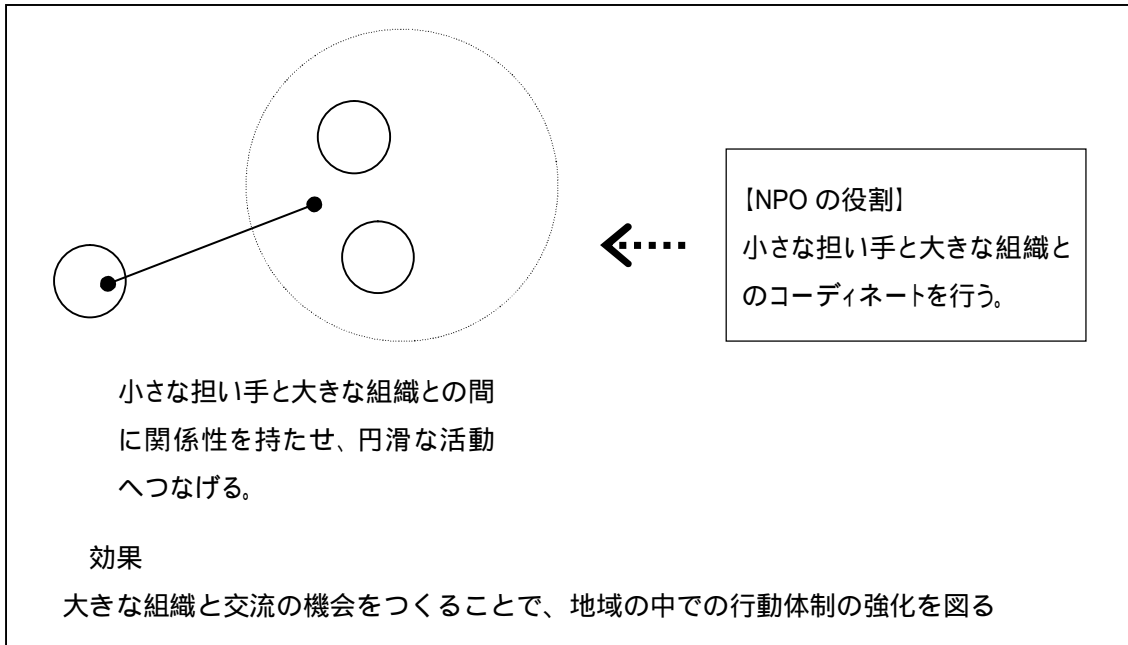 【NPO の役割】
小さな担い手と大きな組織と
のコーディネートを行う。
小さな担い手と大きな組織との間
に関係性を持たせ、円滑な活動
へつなげる。
効果
大きな組織と交流の機会をつくることで、地域の中での行動体制の強化を図る